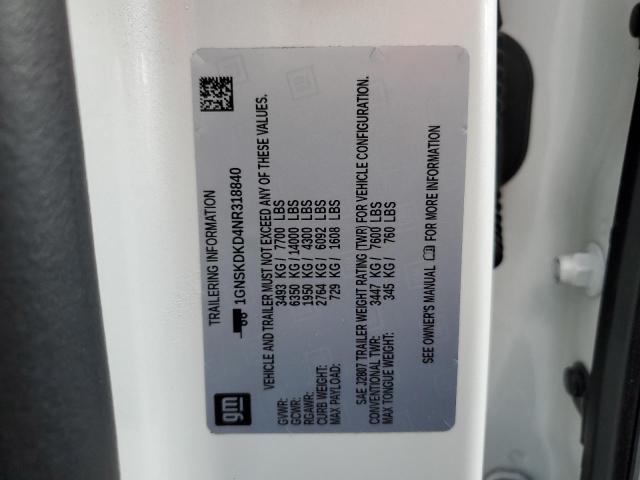 TRAILERING INFORMATION
1GNSKDKD4NR318840
VEHICLE AND TRAILER MUST NOT EXCEED ANY OF THESE VALUES.
GVWR: 3493 KG / 7700 LBS
GCWR: 6350 KG / 14000 LBS
RGAWR: 1950 KG / 4300 LBS
CURB WEIGHT: 2764 KG / 6092 LBS
MAX PAYLOAD: 729 KG / 1608 LBS
SAE J2807 TRAILER WEIGHT RATING (TWR) FOR VEHICLE CONFIGURATION.
CONVENTIONAL TWR: 3447 KG / 7600 LBS
MAX TONGUE WEIGHT: 345 KG / 760 LBS
SEE OWNER'S MANUAL FOR MORE INFORMATION
gm